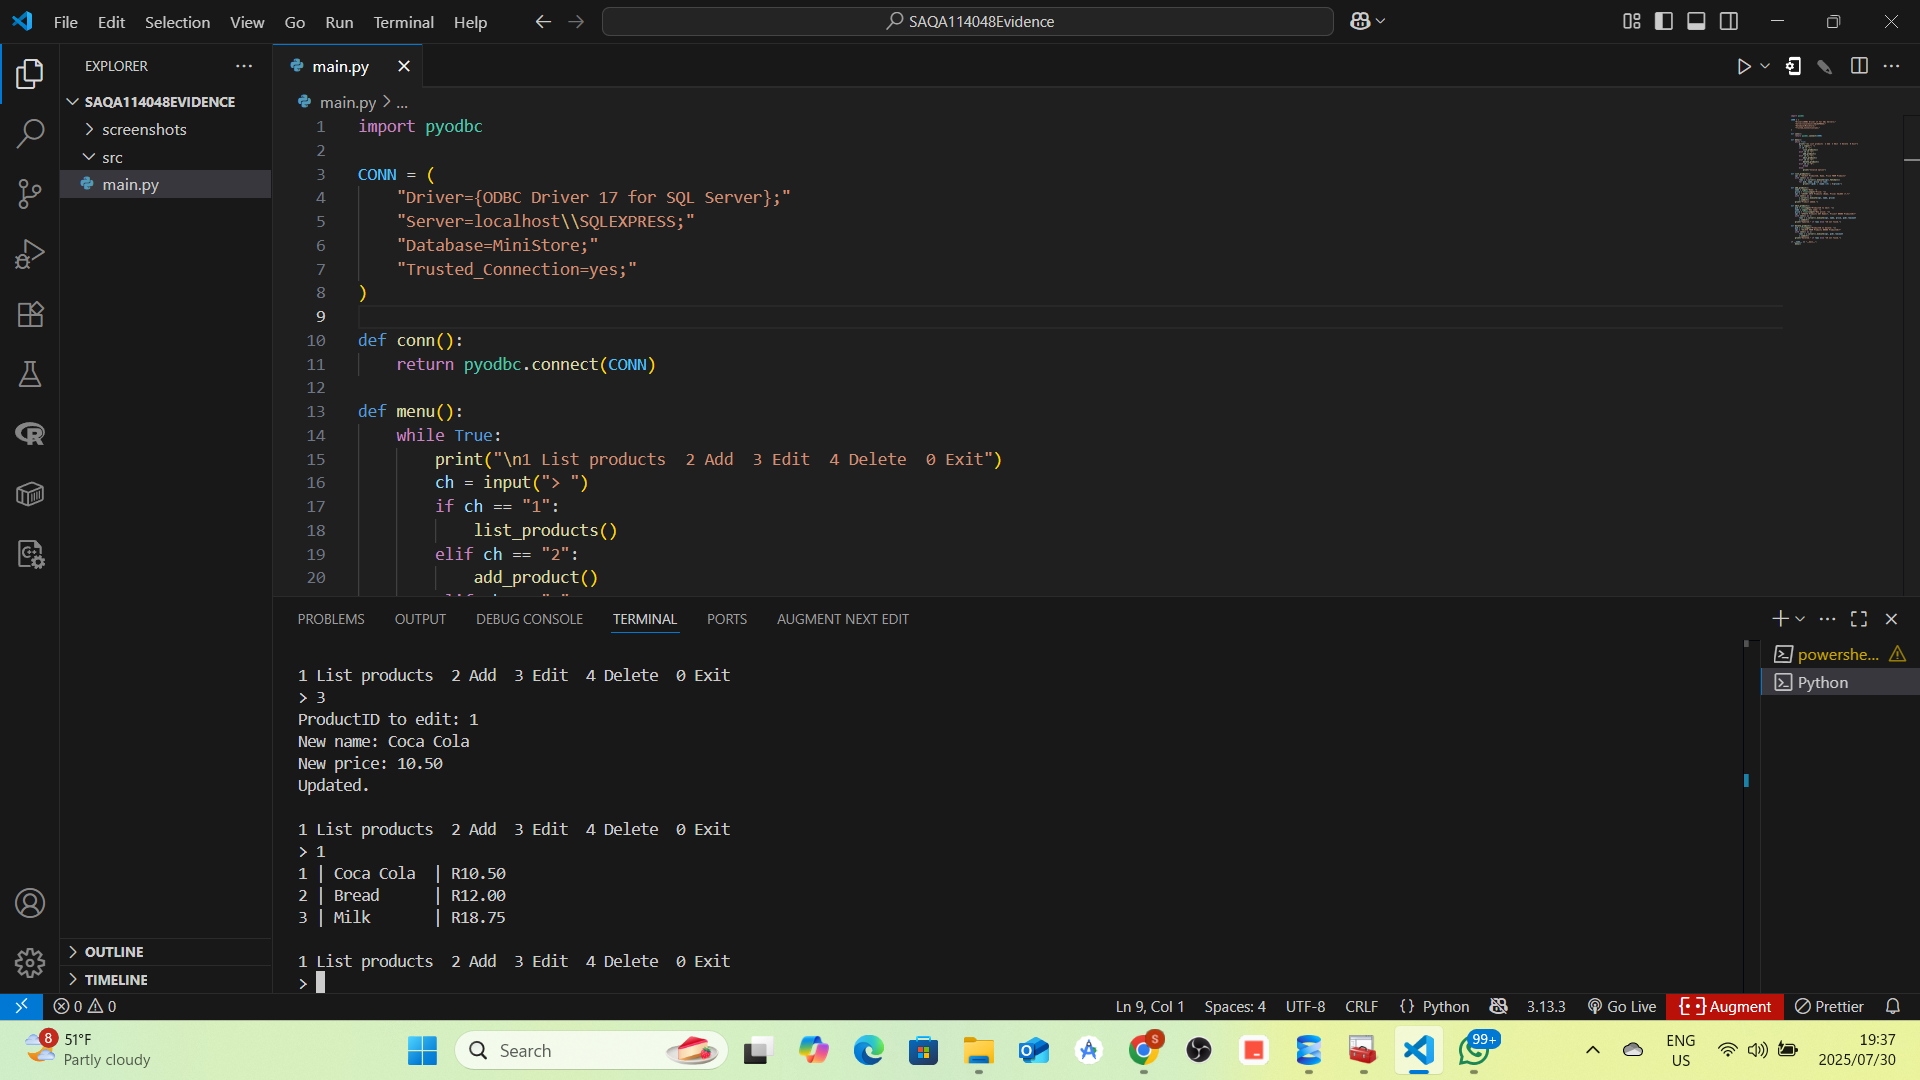 File Edit Selection View Go Run Terminal Help
SAQA114048Evidence
EXPLORER
SAQA114048EVIDENCE
screenshots
src
main.py
OUTLINE
TIMELINE
main.py
main.py > ...
1 import pyodbc
2
3 CONN = (
4 "Driver={ODBC Driver 17 for SQL Server};"
5 "Server=localhost\\SQLEXPRESS;"
6 "Database=MiniStore;"
7 "Trusted_Connection=yes;"
8 )
9
10 def conn():
11 return pyodbc.connect(CONN)
12
13 def menu():
14 while True:
15 print("\n1 List products  2 Add  3 Edit  4 Delete  0 Exit")
16 ch = input("> ")
17 if ch == "1":
18 list_products()
19 elif ch == "2":
20 add_product()
PROBLEMS OUTPUT DEBUG CONSOLE TERMINAL PORTS AUGMENT NEXT EDIT
1 List products  2 Add  3 Edit  4 Delete  0 Exit
> 3
ProductID to edit: 1
New name: Coca Cola
New price: 10.50
Updated.
1 List products  2 Add  3 Edit  4 Delete  0 Exit
> 1
1 | Coca Cola  | R10.50
2 | Bread      | R12.00
3 | Milk       | R18.75
1 List products  2 Add  3 Edit  4 Delete  0 Exit
>
powershe...
Python
0 0
Ln 9, Col 1 Spaces: 4 UTF-8 CRLF {} Python 3.13.3 Go Live Augment Prettier
8
51°F
Partly cloudy
Search
S
99+
ENG
US
19:37
2025/07/30